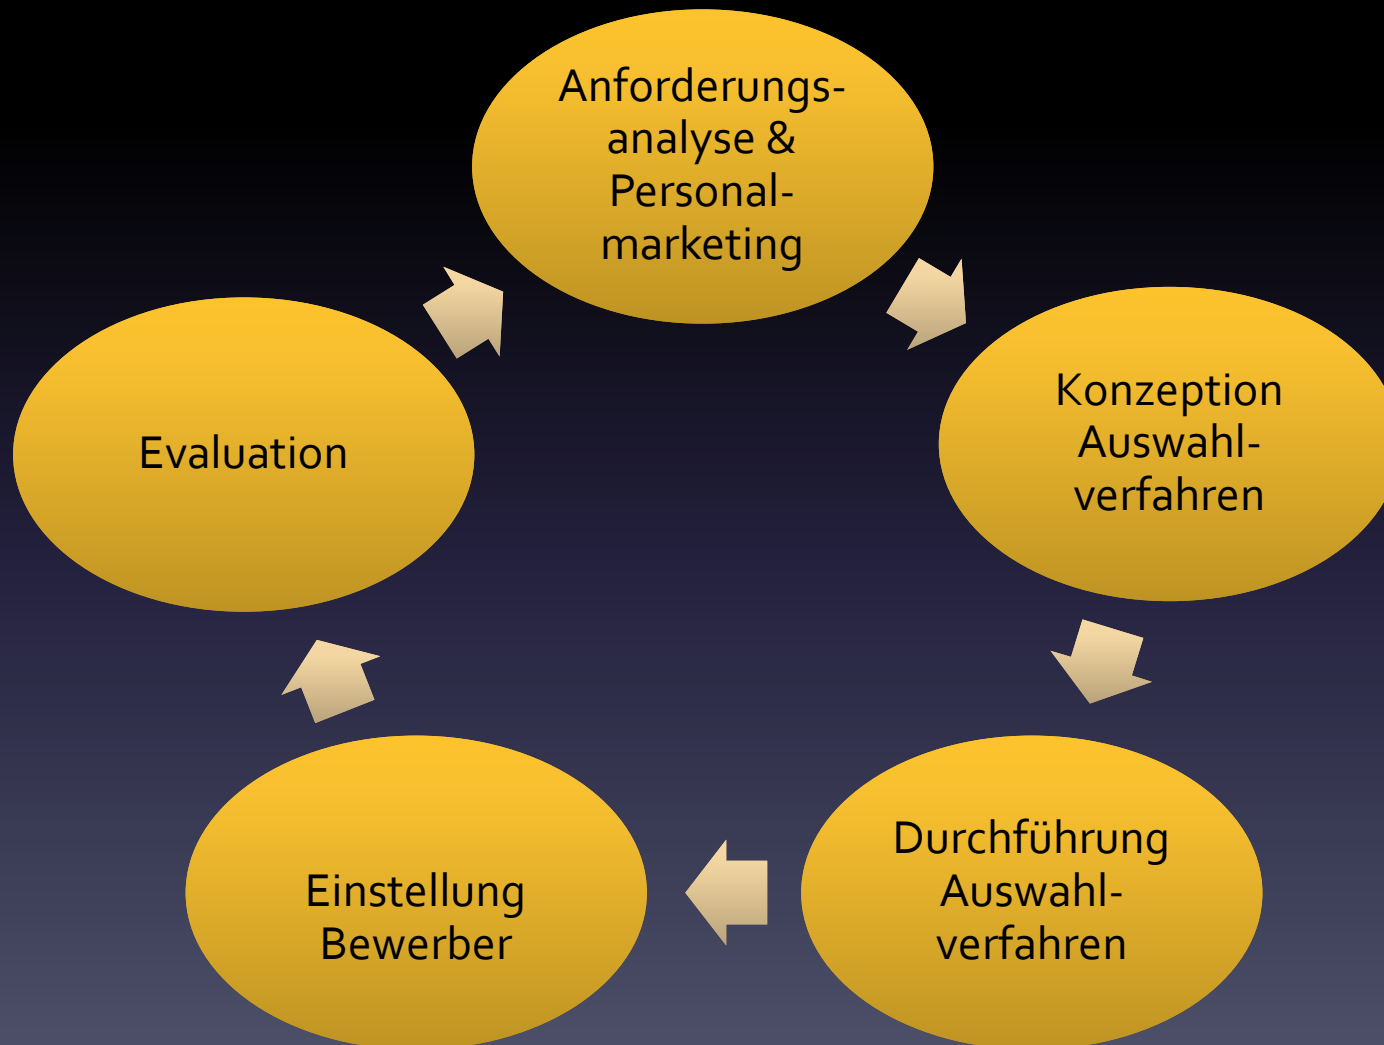 Anforderungs-
analyse &
Personal-
marketing
Konzeption
Auswahl-
verfahren
Durchführung
Auswahl-
verfahren
Einstellung
Bewerber
Evaluation